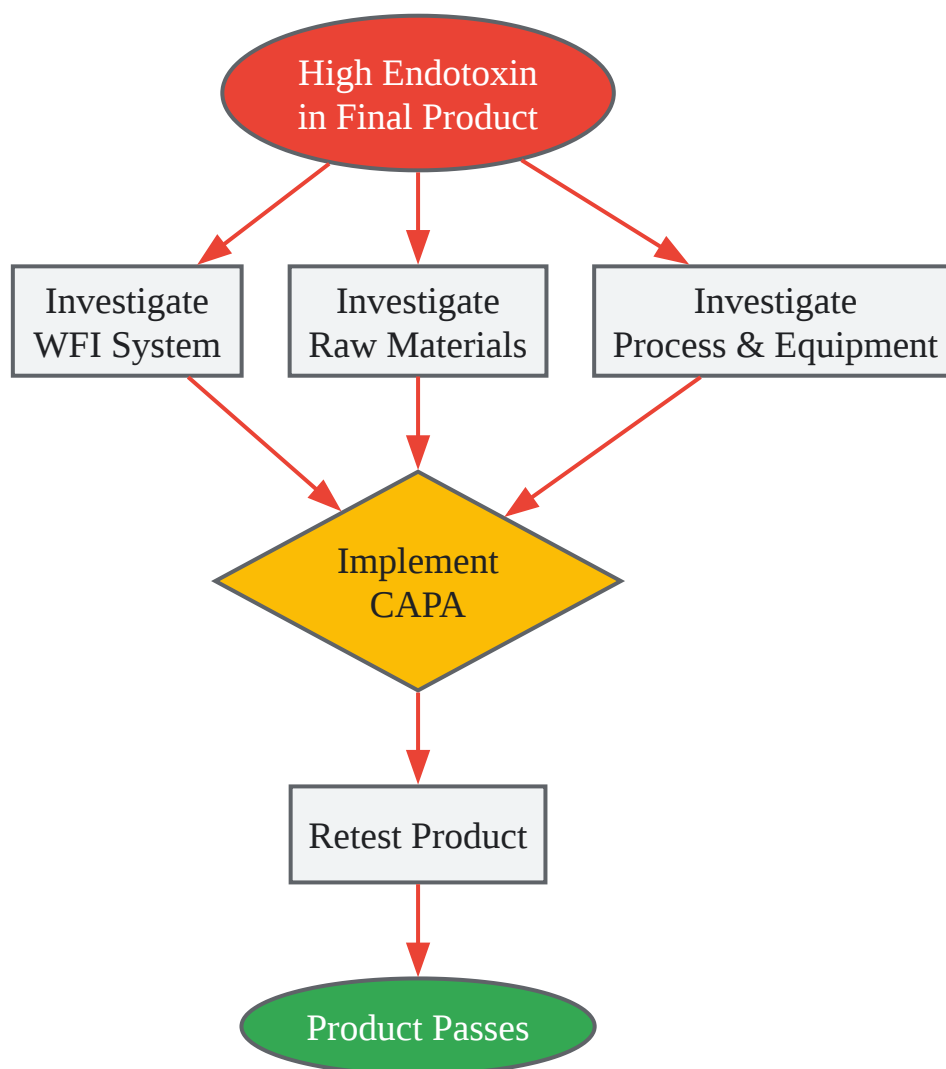 High Endotoxin
in Final Product
Investigate
WFI System
Investigate
Raw Materials
Investigate
Process & Equipment
Implement
CAPA
Retest Product
Product Passes